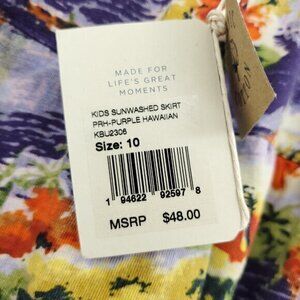 MADE FOR
LIFE'S GREAT
MOMENTS
KIDS SUNWASHED SKIRT
PRH-PURPLE HAWAIIAN
KBU2306
Size: 10
1 94622 92597 8
MSRP $48.00